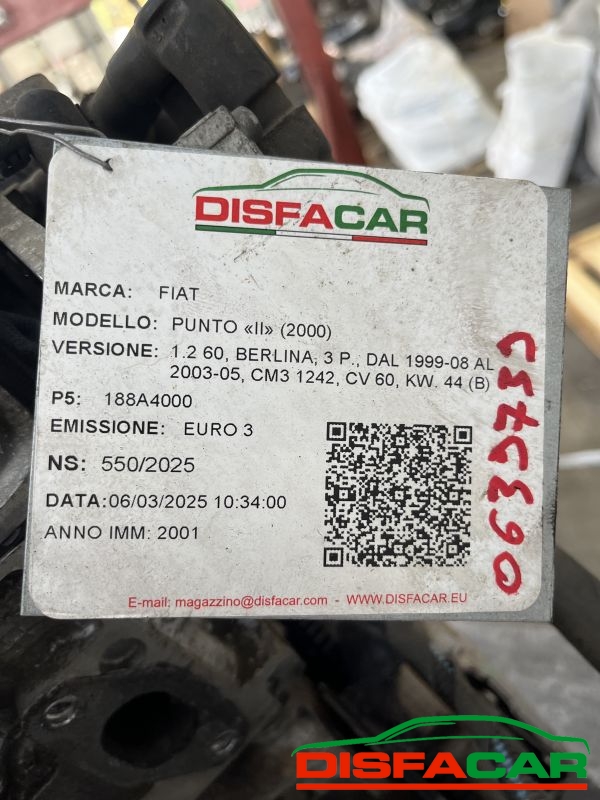 DISFACAR
MARCA: FIAT
MODELLO: PUNTO «II» (2000)
VERSIONE: 1.2 60, BERLINA, 3 P., DAL 1999-08 AL
2003-05, CM3 1242, CV 60, KW. 44 (B)
P5: 188A4000
EMISSIONE: EURO 3
NS: 550/2025
DATA:06/03/2025 10:34:00
ANNO IMM: 2001
E-mail: magazzino@disfacar.com - WWW.DISFACAR.EU
DISFACAR